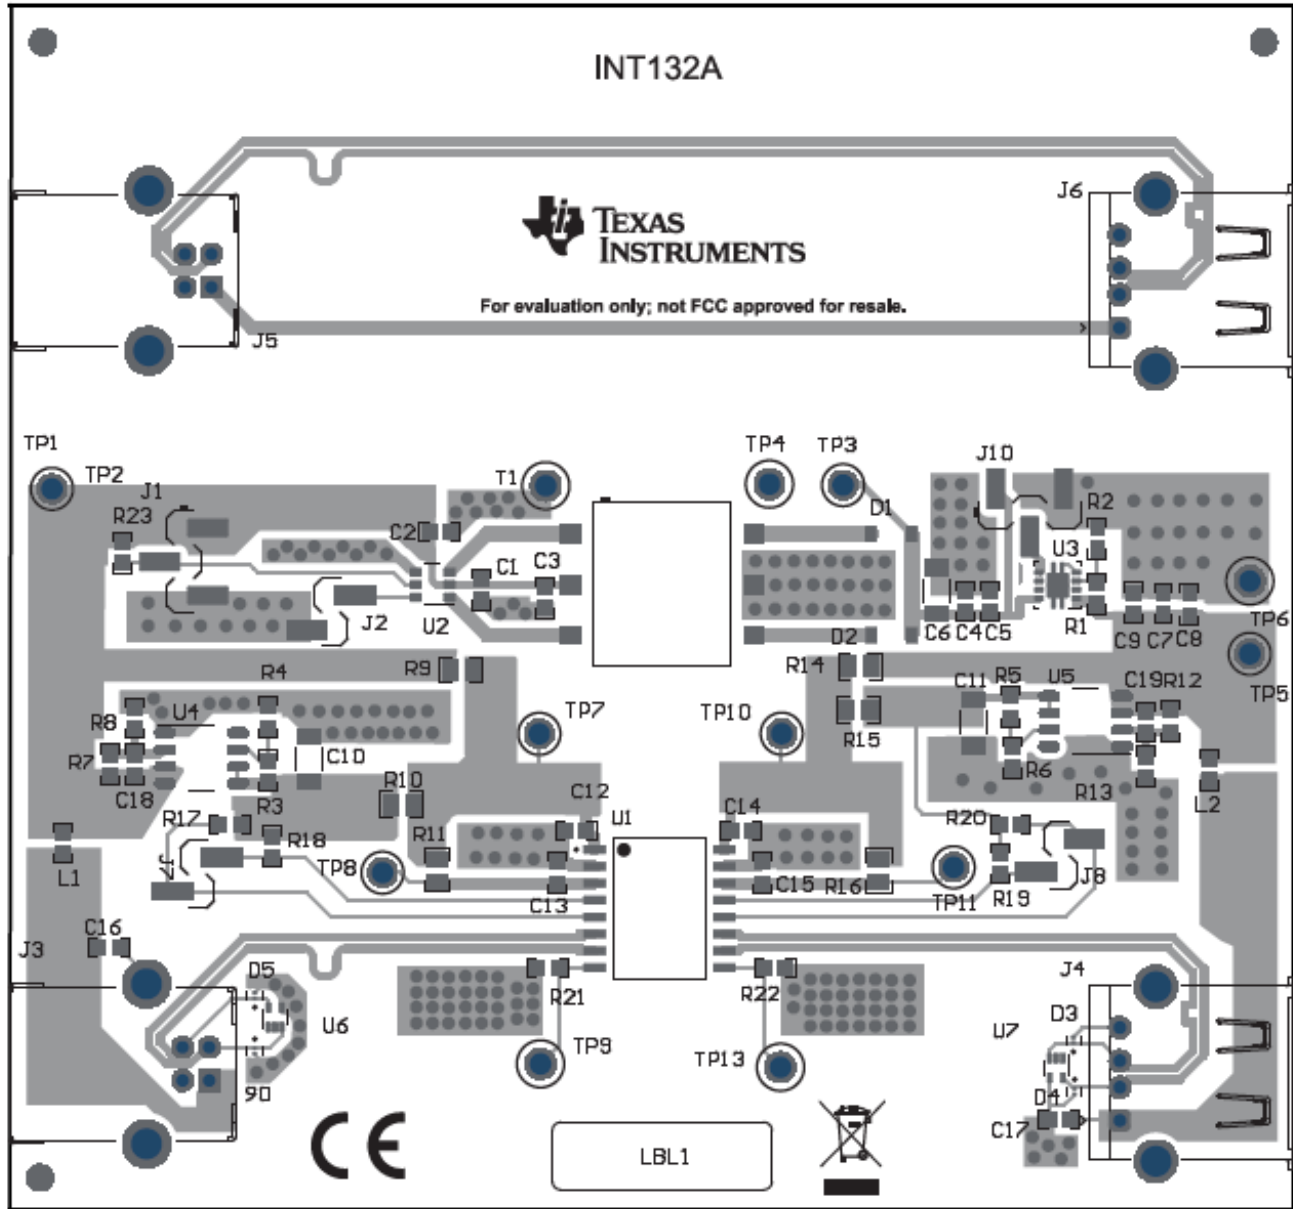 INT132A
J6
TEXAS
INSTRUMENTS
For evaluation only; not FCC approved for resale.
J5
TP1
TP2
J1
R23
T1
TP4
TP3
J10
C2
D1
R2
U3
C1
C3
J2
U2
D2
C6
C4
C5
R1
C9
C7
C8
TP6
R4
R9
R14
C11
R5
U5
C19
R12
TP5
R8
U4
TP7
TP10
R15
R7
C10
R6
C18
R3
R10
C12
C14
R13
L2
R17
R18
R11
U1
R20
L1
TP8
C13
C15
R16
TP11
R19
J8
C16
J3
D5
R21
R22
J4
U6
TP9
TP13
U7
D3
D4
C17
CE
LBL1